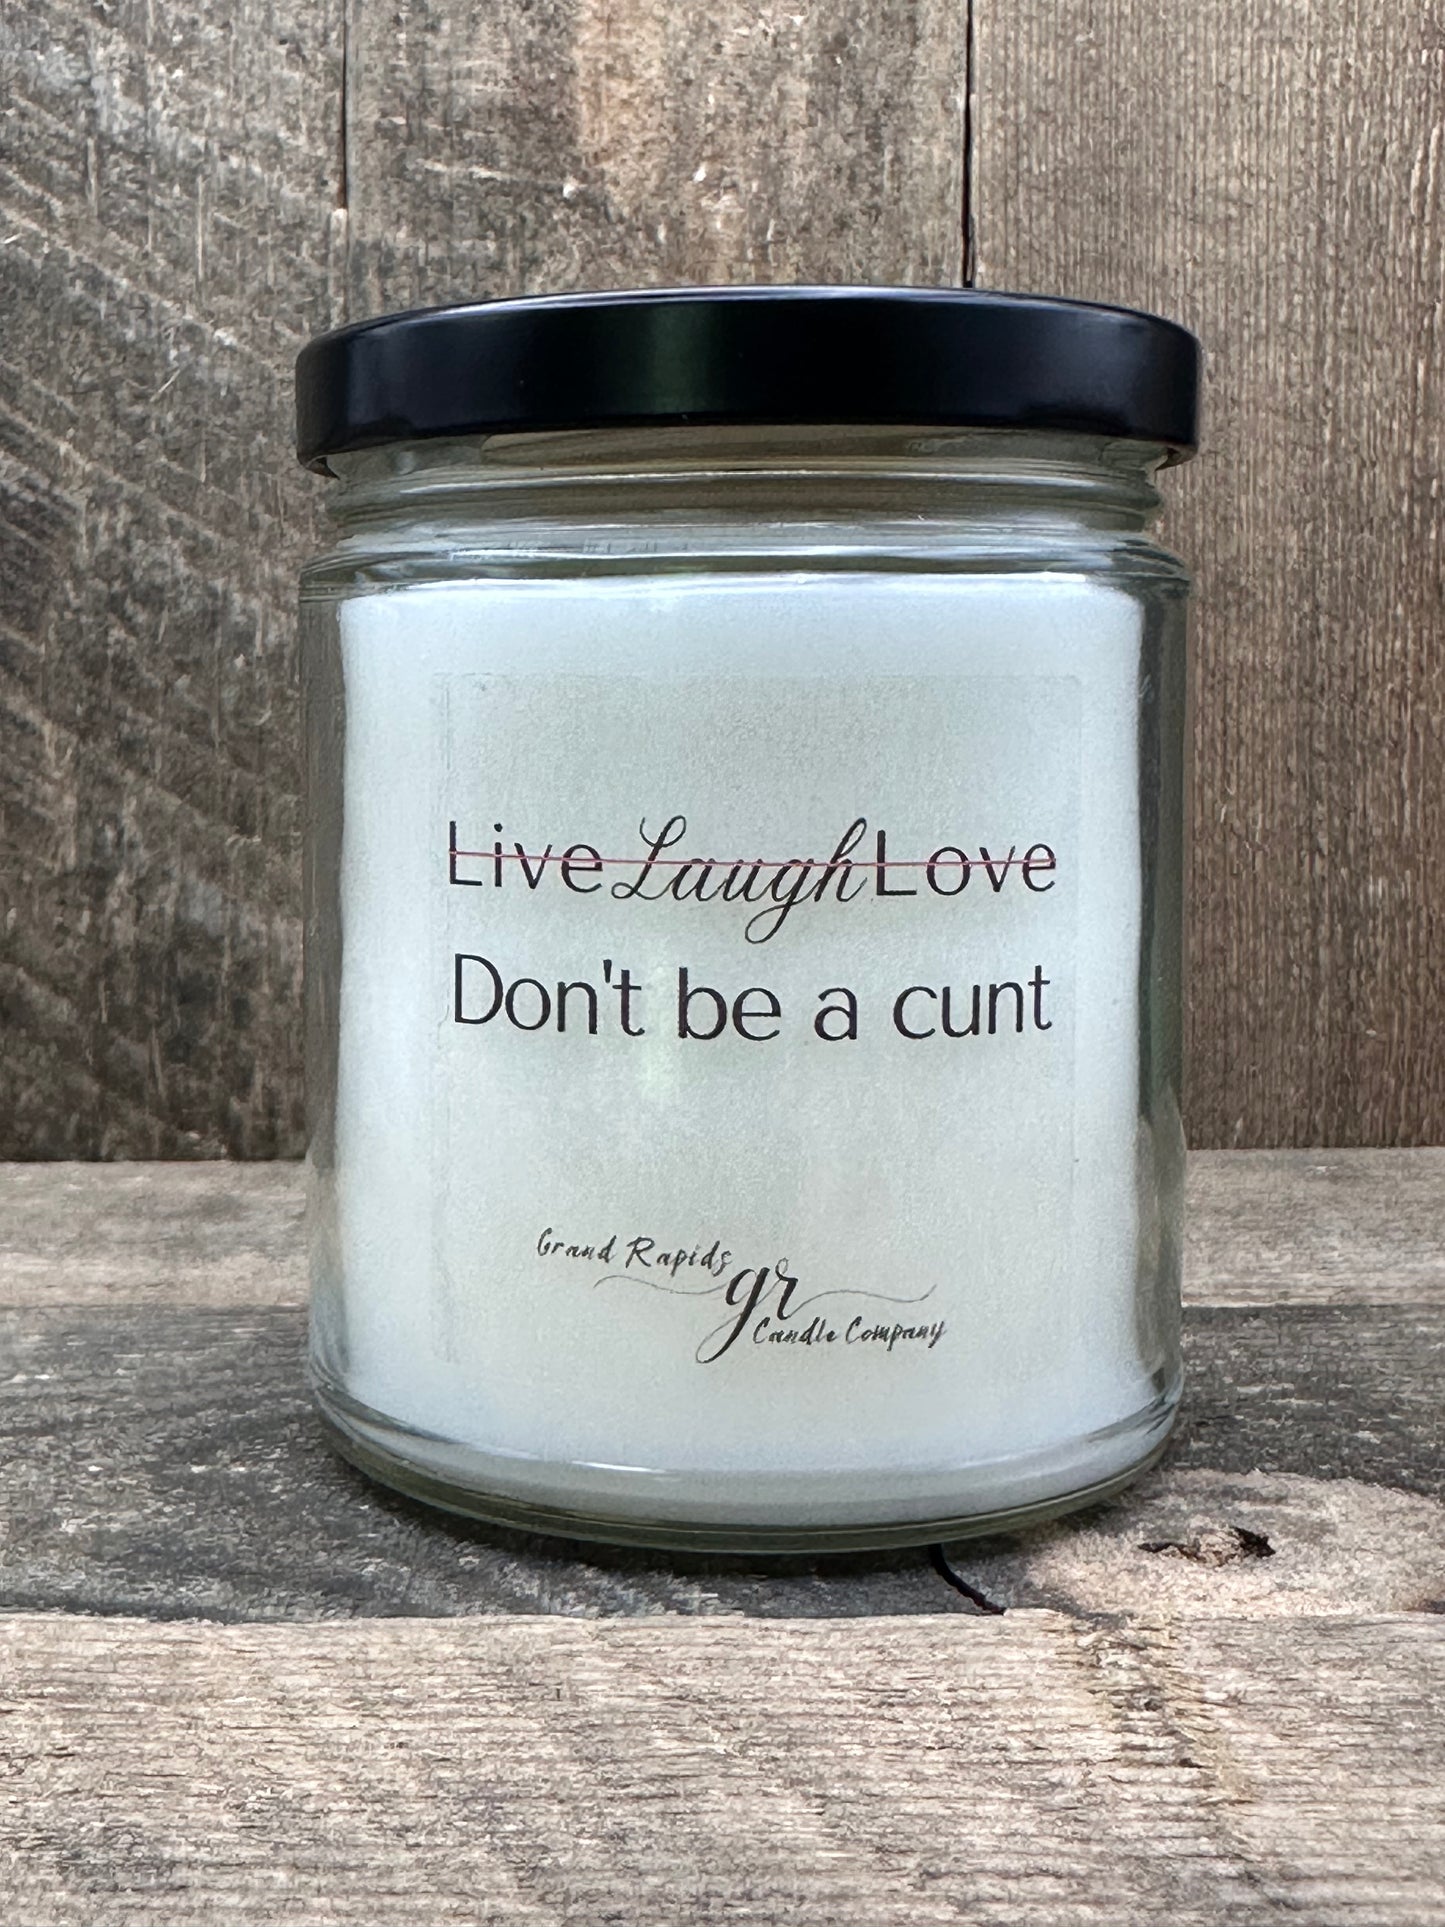 Live Laugh Love
Don't be a cunt
Grand Rapids
gr
Candle Company